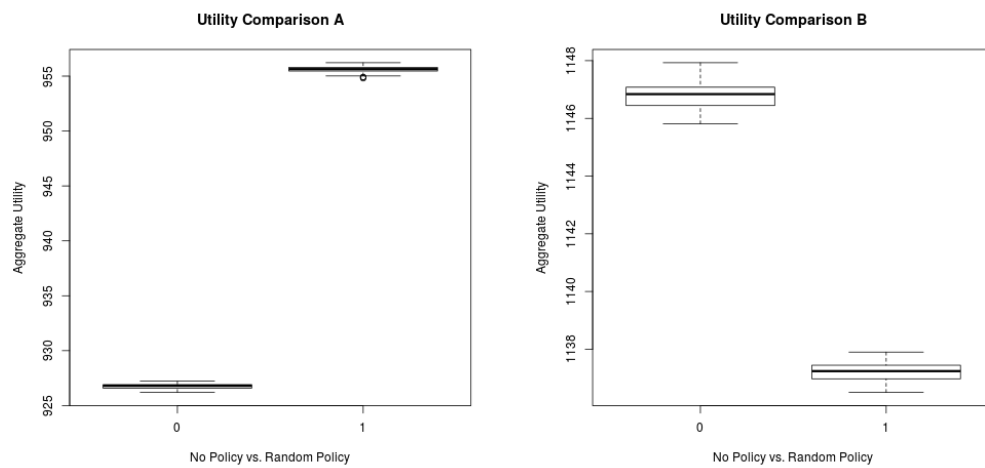 Utility Comparison A
Aggregate Utility
955
950
945
940
935
930
925
0
1
No Policy vs. Random Policy
Utility Comparison B
Aggregate Utility
1148
1146
1144
1142
1140
1138
0
1
No Policy vs. Random Policy